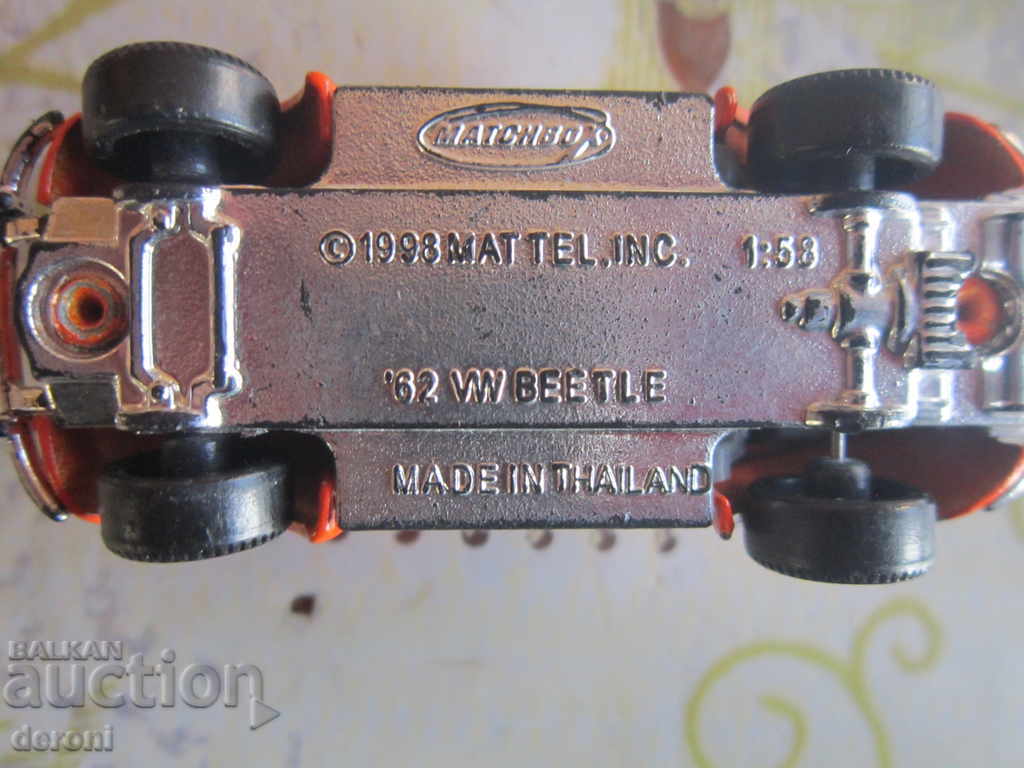 MATCHBOX
©1998 MATTEL, INC. 1:58
'62 VW BEETLE
MADE IN THAILAND
BALKAN
auction
deroni